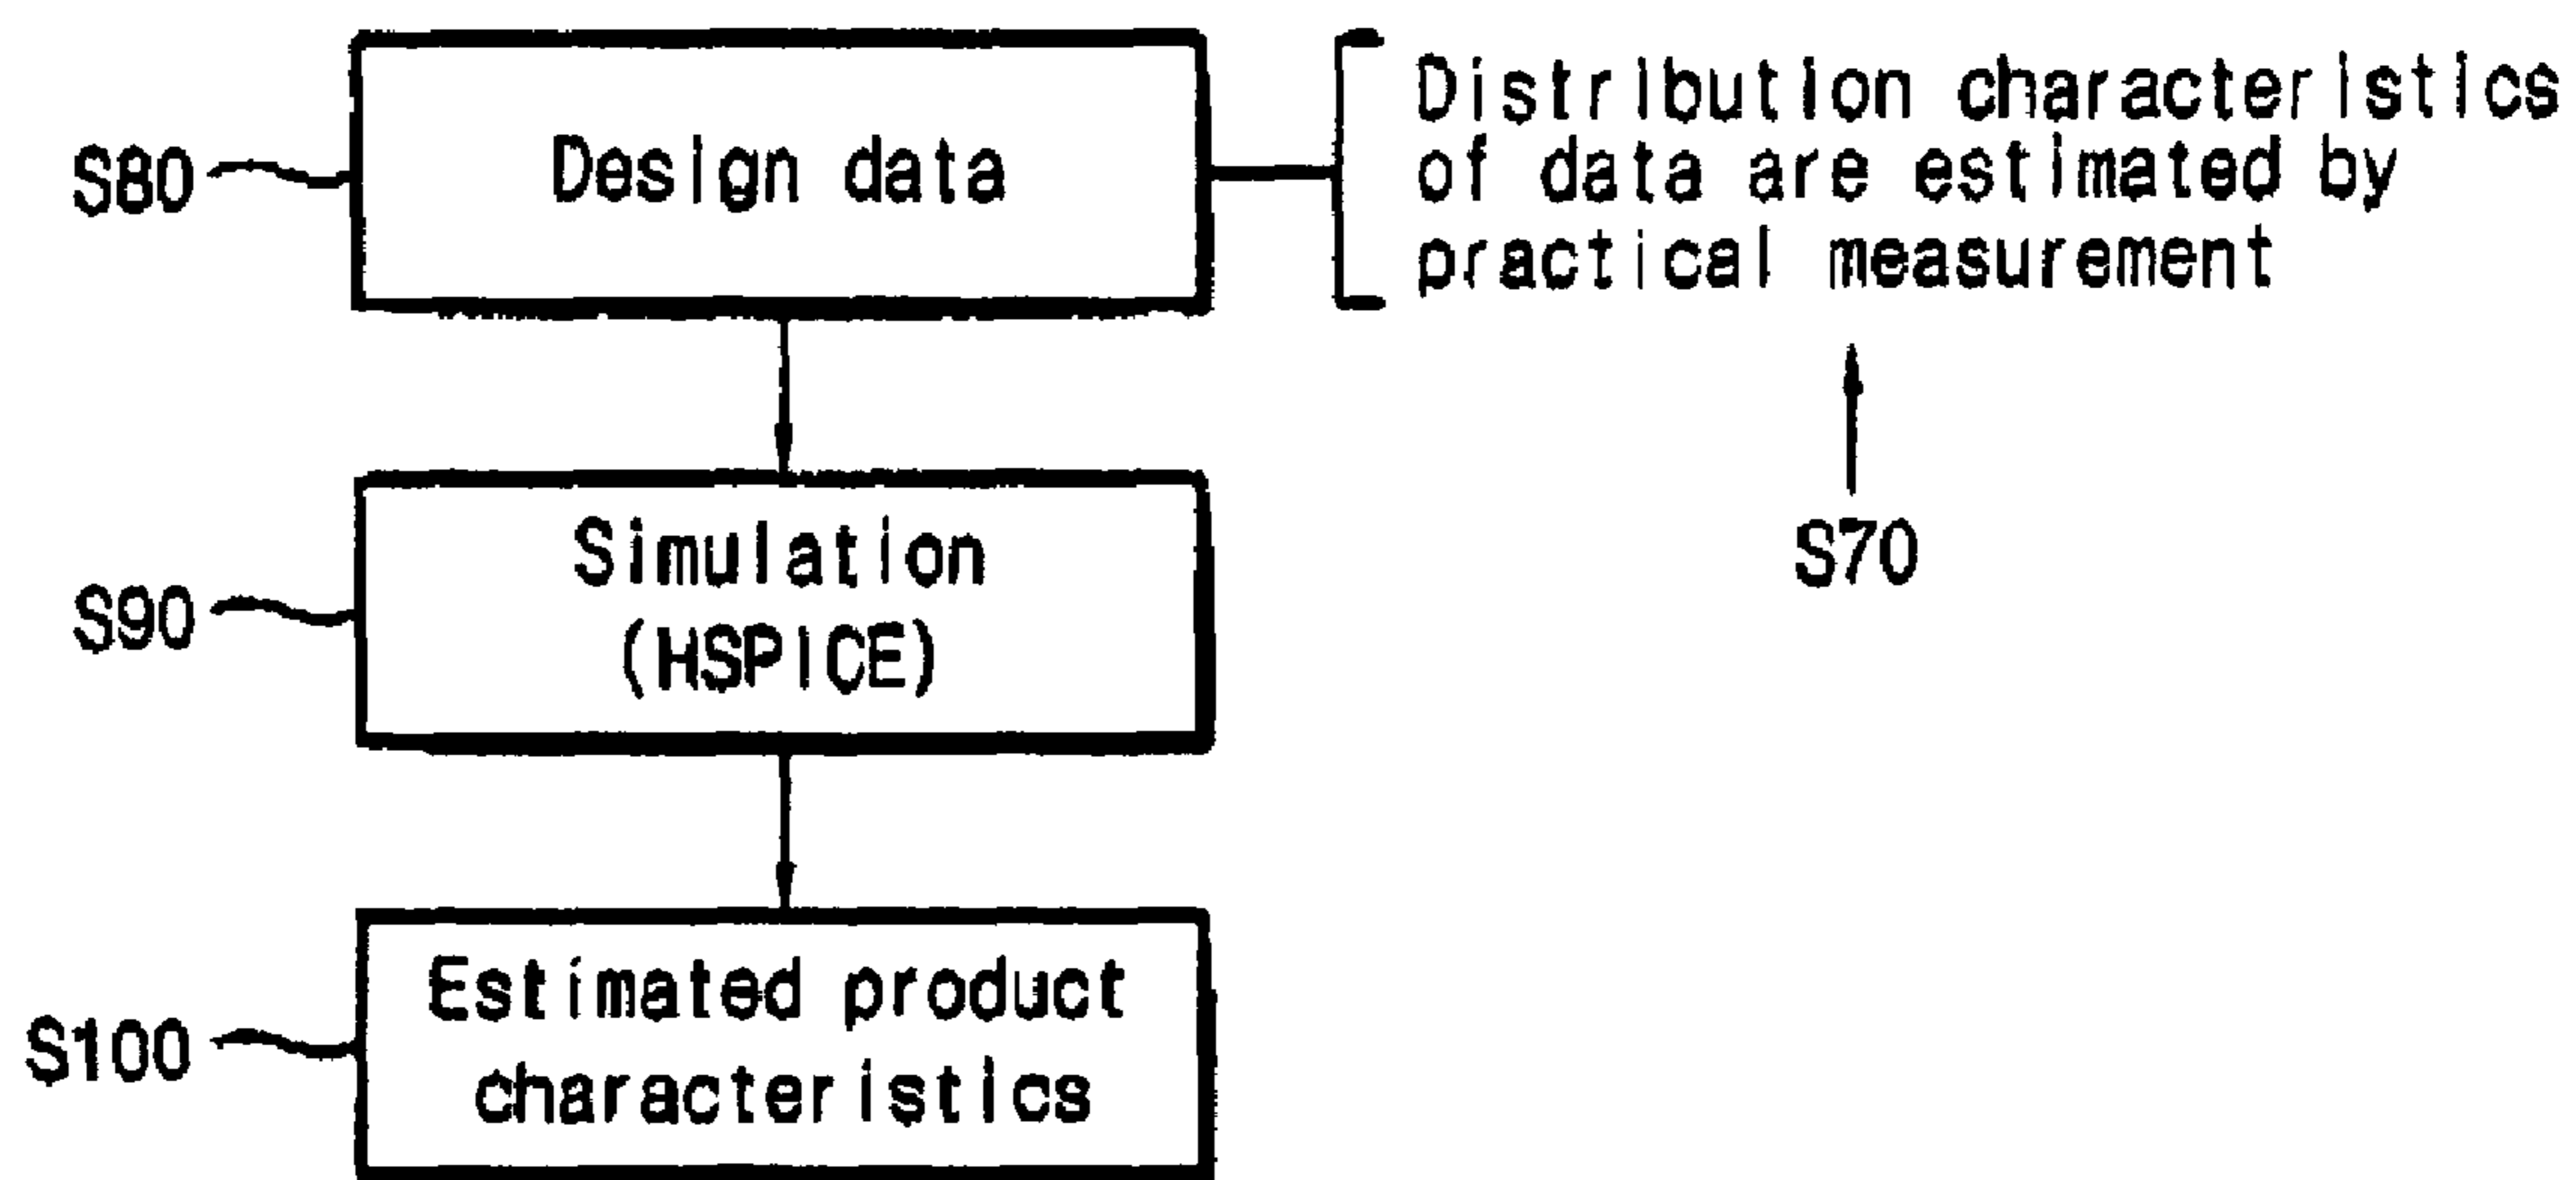 S80
Design data
Distribution characteristics
of data are estimated by
practical measurement
S70
S90
Simulation
(HSPICE)
S100
Estimated product
characteristics